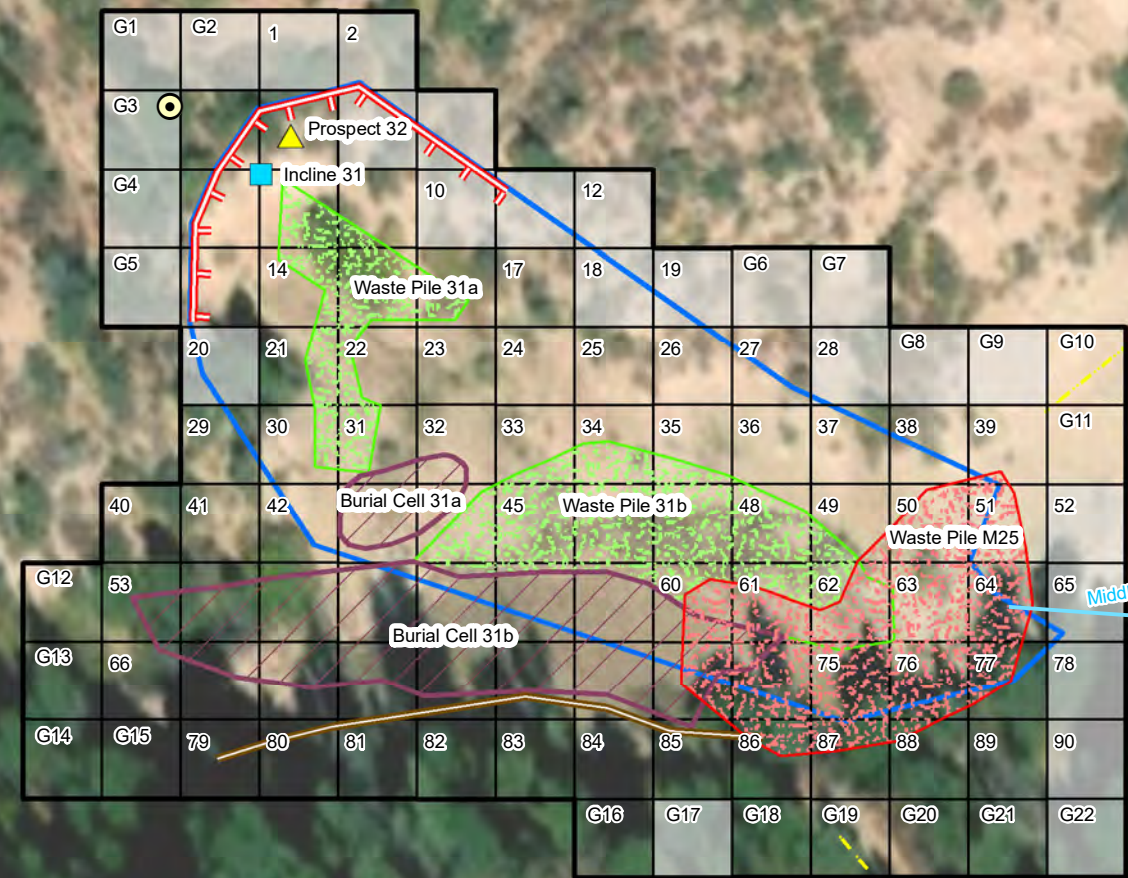 G1 G2 1 2
G3
Prospect 32
G4 Incline 31 10 12
G5 14 17 18 19 G6 G7
Waste Pile 31a
20 21 22 23 24 25 26 27 28 G8 G9 G10
29 30 31 32 33 34 35 36 37 38 39 G11
40 41 42 Burial Cell 31a 45 Waste Pile 31b 48 49 50 51 52
Waste Pile M25
G12 53 60 61 62 63 64 65
Midd
Burial Cell 31b
G13 66 75 76 77 78
G14 G15 79 80 81 82 83 84 85 86 87 88 89 90
G16 G17 G18 G19 G20 G21 G22